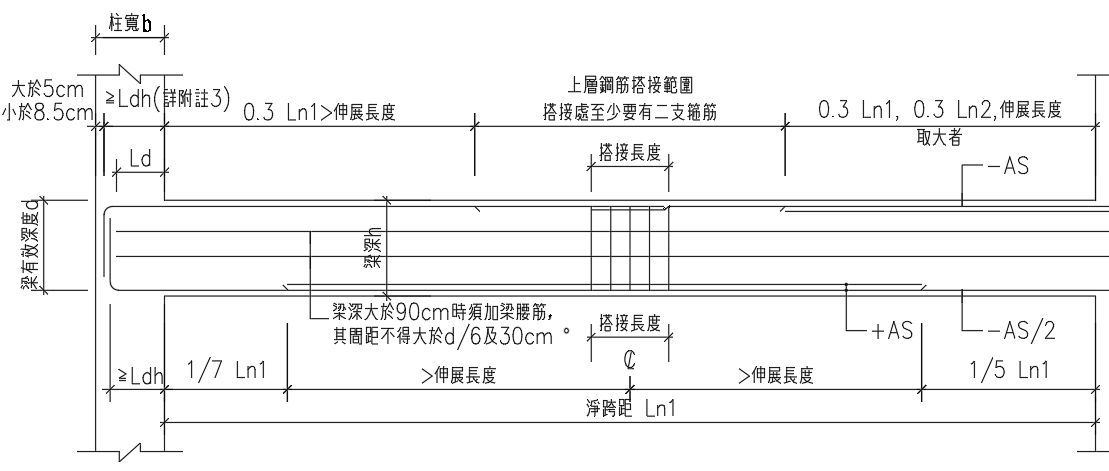 柱寬b
大於5cm
小於8.5cm
≧Ldh(詳附註3)
0.3 Ln1>伸展長度
上層鋼筋搭接範圍
搭接處至少要有二支箍筋
0.3 Ln1, 0.3 Ln2,伸展長度
取大者
Ld
搭接長度
-AS
梁有效深度d
梁深h
梁深大於90cm時須加梁腰筋,
其間距不得大於d/6及30cm。
搭接長度
+AS
-AS/2
℄
≧Ldh
1/7 Ln1
>伸展長度
>伸展長度
1/5 Ln1
淨跨距 Ln1